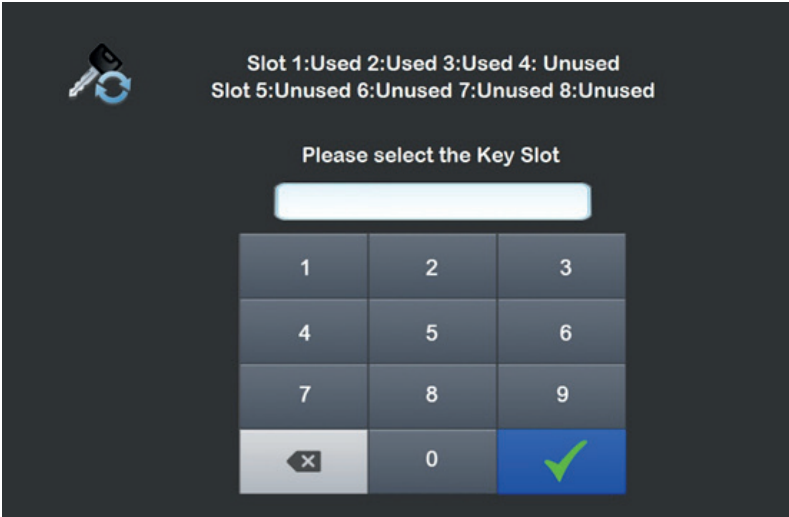 Slot 1:Used 2:Used 3:Used 4: Unused
Slot 5:Unused 6:Unused 7:Unused 8:Unused
Please select the Key Slot
1 2 3
4 5 6
7 8 9
0